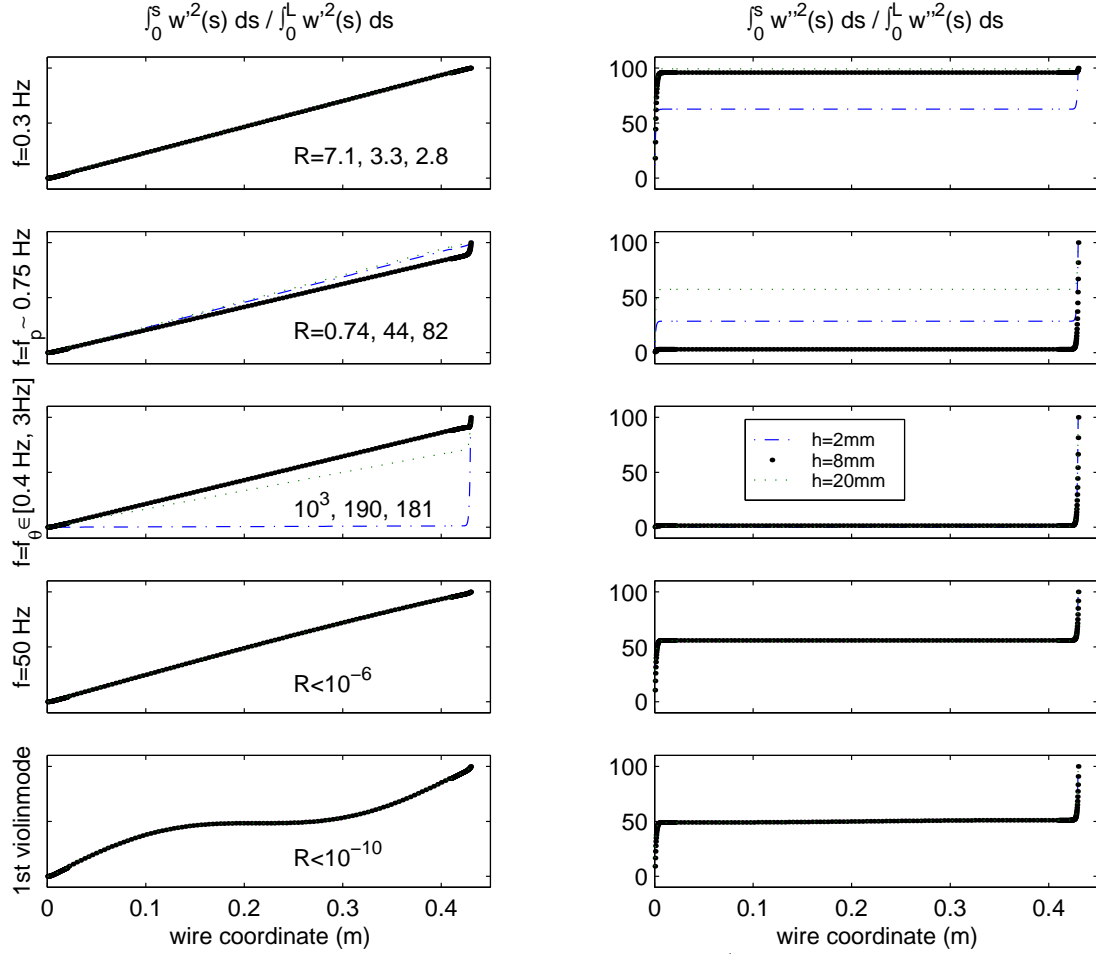 ∫₀ˢ w'²(s) ds / ∫₀ᴸ w'²(s) ds
∫₀ˢ w''²(s) ds / ∫₀ᴸ w''²(s) ds
f=0.3 Hz
R=7.1, 3.3, 2.8
100
50
0
f=fₚ ~ 0.75 Hz
R=0.74, 44, 82
100
50
0
f=f_θ ∈ [0.4 Hz, 3Hz]
10³, 190, 181
100
50
0
h=2mm
h=8mm
h=20mm
f=50 Hz
R<10⁻⁶
100
50
0
1st violinmode
R<10⁻¹⁰
100
50
0
0 0.1 0.2 0.3 0.4
wire coordinate (m)
0 0.1 0.2 0.3 0.4
wire coordinate (m)